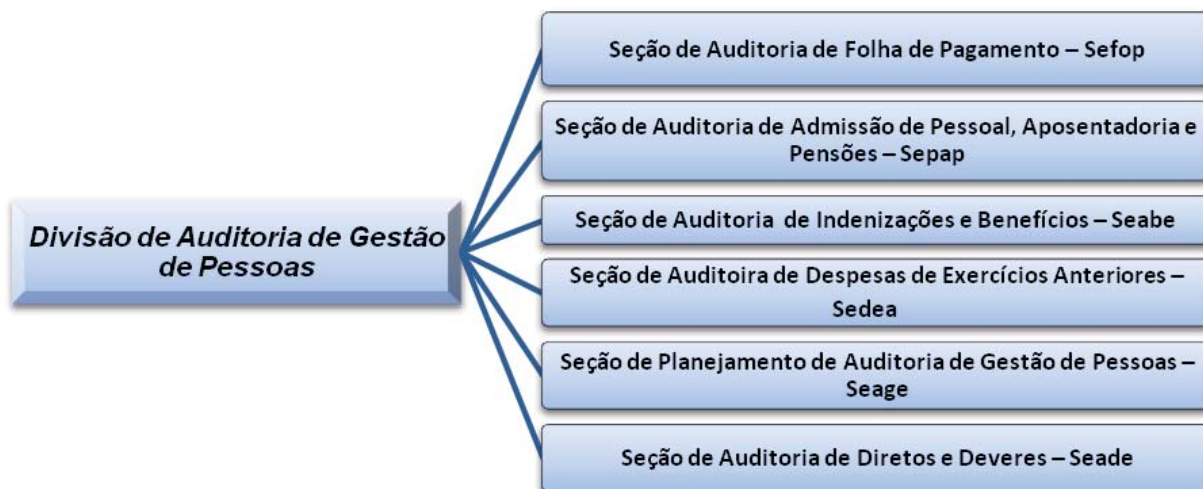 Divisão de Auditoria de Gestão
de Pessoas
Seção de Auditoria de Folha de Pagamento – Sefop
Seção de Auditoria de Admissão de Pessoal, Aposentadoria e
Pensões – Sepap
Seção de Auditoria de Indenizações e Benefícios – Seabe
Seção de Auditoira de Despesas de Exercícios Anteriores –
Sedea
Seção de Planejamento de Auditoria de Gestão de Pessoas –
Seage
Seção de Auditoria de Diretos e Deveres – Seade